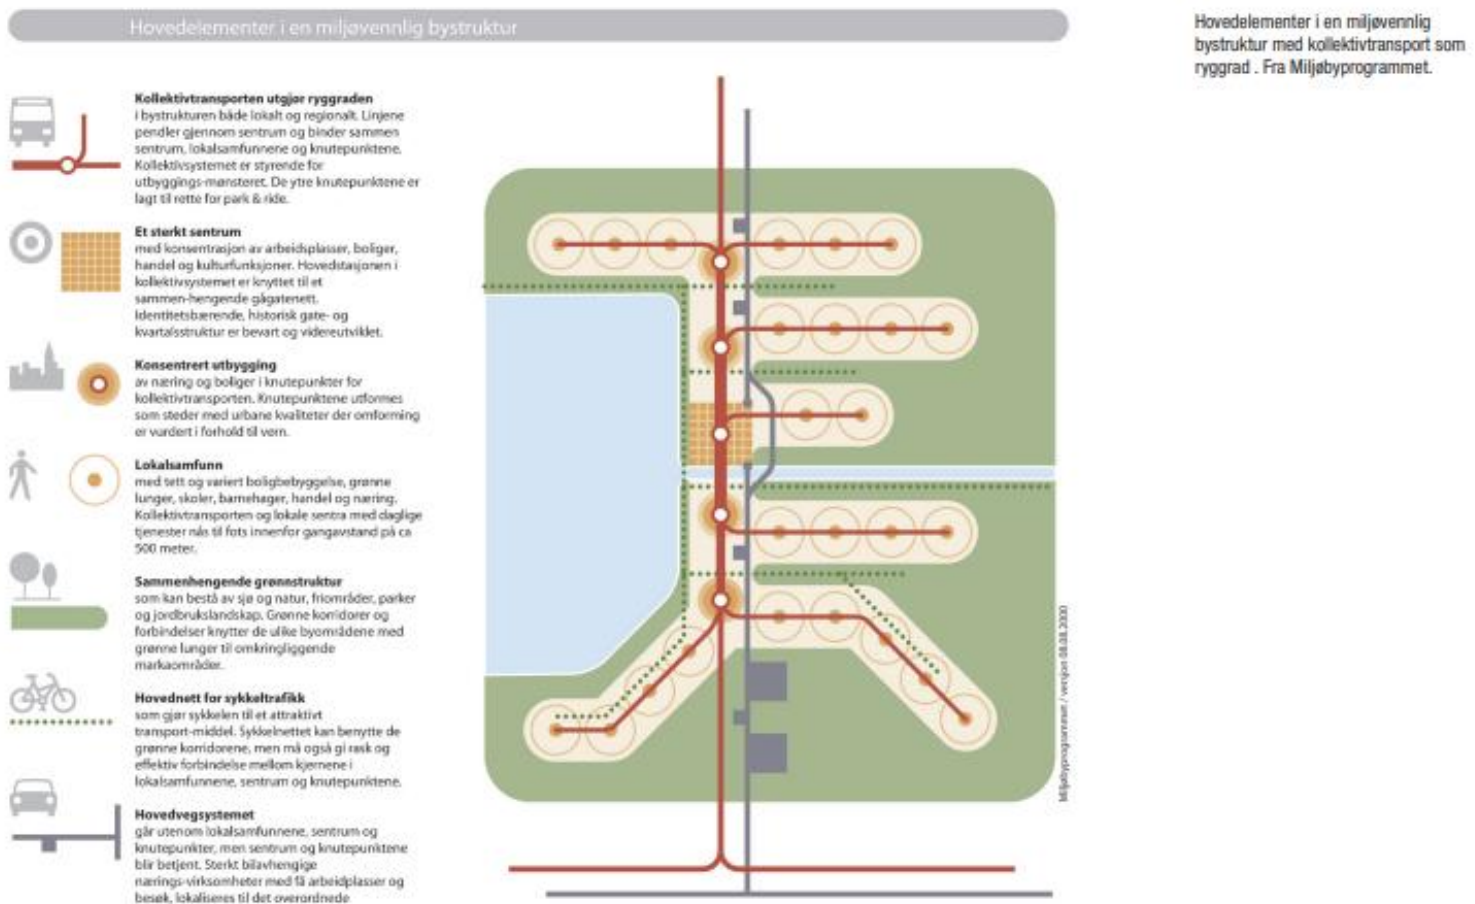 Hovedelementer i en miljøvennlig bystruktur
Hovedelementer i en miljøvennlig
bystruktur med kollektivtransport som
ryggrad . Fra Miljøbyprogrammet.
Kollektivtransporten utgjør ryggraden
i bystrukturen både lokalt og regionalt. Linjene
pendler gjennom sentrum og binder sammen
sentrum, lokalsamfunnene og knutepunktene.
Kollektivsystemet er styrende for
utbyggings-mønsteret. De ytre knutepunktene er
lagt til rette for park & ride.
Et sterkt sentrum
med konsentrasjon av arbeidsplasser, boliger,
handel og kulturfunksjoner. Hovedstasjonen i
kollektivsystemet er knyttet til et
sammen-hengende gågatenett.
Identitetsbærende, historisk gate- og
kvartalsstruktur er bevart og videreutviklet.
Konsentrert utbygging
av næring og boliger i knutepunkter for
kollektivtransporten. Knutepunktene utformes
som steder med urbane kvaliteter der omforming
er vurdert i forhold til vern.
Lokalsamfunn
med tett og variert boligbebyggelse, grønne
lunger, skoler, barnehager, handel og næring.
Kollektivtransporten og lokale sentra med daglige
tjenester nås til fots innenfor gangavstand på ca
500 meter.
Sammenhengende grønnstruktur
som kan bestå av sjø og natur, friområder, parker
og jordbrukslandskap. Grønne korridorer og
forbindelser knytter de ulike byområdene med
grønne lunger til omkringliggende
markaområder.
Hovednett for sykkeltrafikk
som gjør sykkelen til et attraktivt
transport-middel. Sykkelnettet kan benytte de
grønne korridorene, men må også gi rask og
effektiv forbindelse mellom kjernene i
lokalsamfunnene, sentrum og knutepunktene.
Hovedvegsystemet
går utenom lokalsamfunnene, sentrum og
knutepunkter, men sentrum og knutepunktene
blir betjent. Sterkt bilavhengige
nærings-virksomheter med få arbeidplasser og
besøk, lokaliseres til det overordnede
Miljøbyprogrammet / versjon 08.08.2000